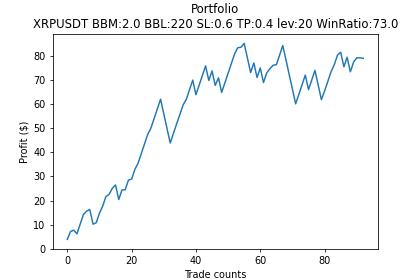 Portfolio
XRPUSDT BBM:2.0 BBL:220 SL:0.6 TP:0.4 lev:20 WinRatio:73.0
Profit ($)
80
70
60
50
40
30
20
10
0
0 20 40 60 80
Trade counts